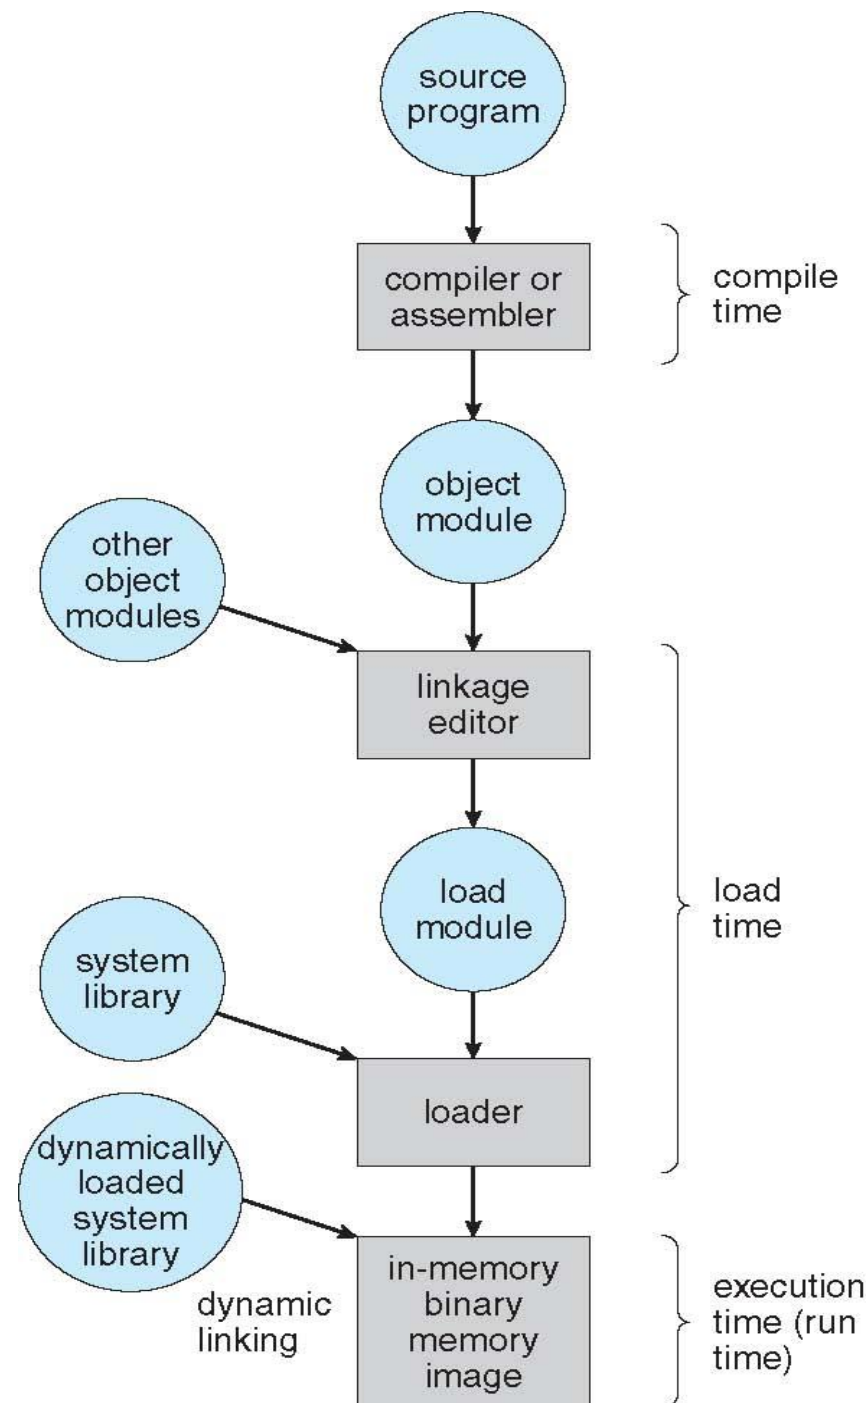 source
program
compiler or
assembler
compile
time
object
module
other
object
modules
linkage
editor
load
module
load
time
system
library
loader
dynamically
loaded
system
library
dynamic
linking
in-memory
binary
memory
image
execution
time (run
time)